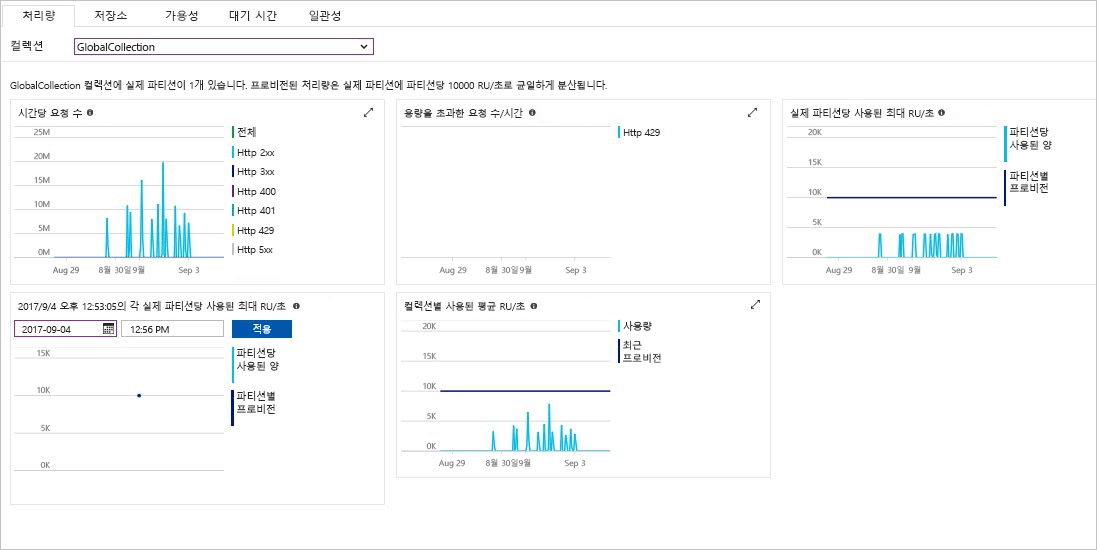 처리량 저장소 가용성 대기 시간 일관성
컬렉션 GlobalCollection
GlobalCollection 컬렉션에 실제 파티션이 1개 있습니다. 프로비전된 처리량은 실제 파티션에 파티션당 10000 RU/초로 균일하게 분산됩니다.
시간당 요청 수
25M
20M
15M
10M
5M
0M
Aug 29 8월 30일 9월 Sep 3
전체
Http 2xx
Http 3xx
Http 400
Http 401
Http 429
Http 5xx
용량을 초과한 요청 수/시간
Http 429
Aug 29 8월 30일 9월 Sep 3
실제 파티션당 사용된 최대 RU/초
20K
15K
10K
5K
0K
Aug 29 8월 30일 9월 Sep 3
파티션당
사용된 양
파티션별
프로비전
2017/9/4 오후 12:53:05의 각 실제 파티션당 사용된 최대 RU/초
2017-09-04 12:56 PM 적용
15K
10K
5K
0K
파티션당
사용된 양
파티션별
프로비전
컬렉션별 사용된 평균 RU/초
20K
15K
10K
5K
0K
Aug 29 8월 30일 9월 Sep 3
사용량
최근
프로비전